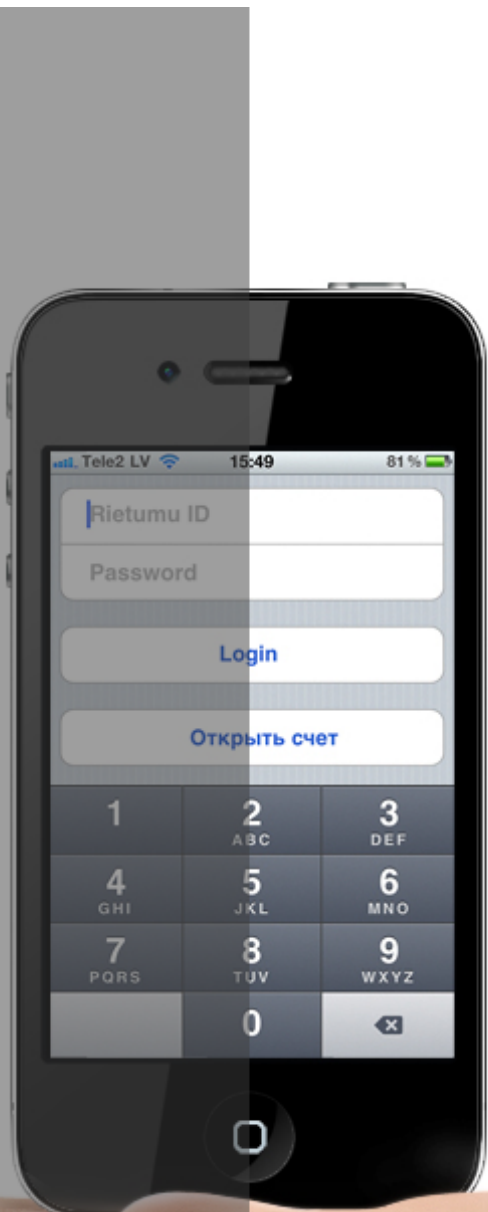 Tele2 LV 15:49 81 %
Rietumu ID
Password
Login
Открыть счет
1 2 3
ABC DEF
4 5 6
GHI JKL MNO
7 8 9
PQRS TUV WXYZ
0